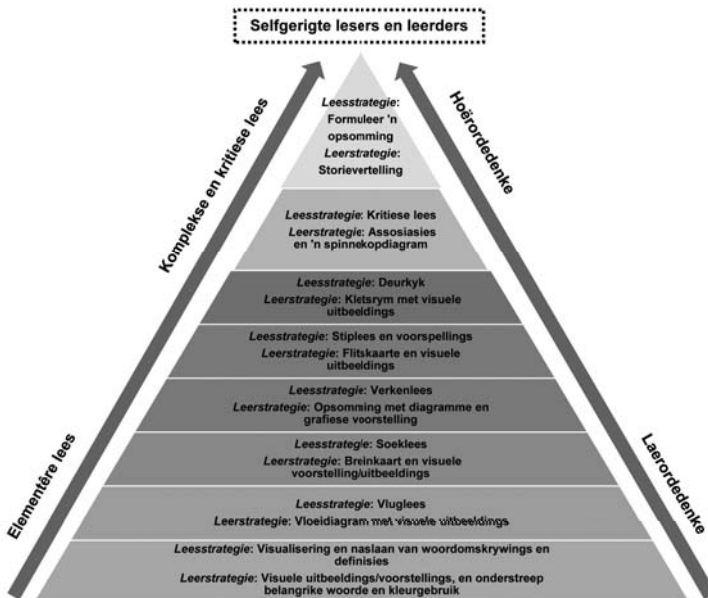 Selfgerigte lesers en leerders
Komplekse en kritiese lees
Elementêre lees
Hoërordedenke
Laerordedenke
Leesstrategie:
Formuleer 'n
opsomming
Leerstrategie:
Storievertelling
Leesstrategie: Kritiese lees
Leerstrategie: Assosiasies
en 'n spinnekopdiagram
Leesstrategie: Deurkyk
Leerstrategie: Kletsrym met visuele
uitbeeldings
Leesstrategie: Stiplees en voorspellings
Leerstrategie: Flitskaarte en visuele
uitbeeldings
Leesstrategie: Verkenlees
Leerstrategie: Opsomming met diagramme en
grafiese voorstelling
Leesstrategie: Soeklees
Leerstrategie: Breinkaart en visuele
voorstelling/uitbeeldings
Leesstrategie: Vluglees
Leerstrategie: Vloeidiagram met visuele uitbeeldings
Leesstrategie: Visualisering en naslaan van woordomskrywings en
definisies
Leerstrategie: Visuele uitbeeldings/voorstellings, en onderstreep
belangrike woorde en kleurgebruik